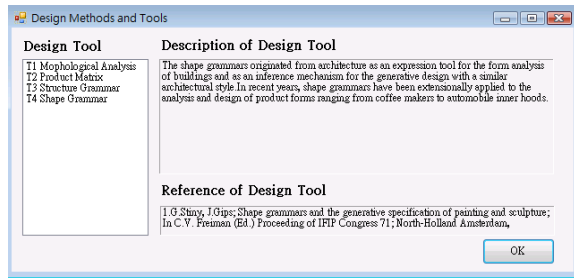 Design Methods and Tools
Design Tool
T1 Mophological Analysis
T2 Product Matrix
T3 Structure Grammar
T4 Shape Grammar
Description of Design Tool
The shape grammars originated from architecture as an expression tool for the form analysis
of buildings and as an inference mechanism for the generative design with a similar
architectural style.In recent years, shape grammars have been extensionally applied to the
analysis and design of product forms ranging from coffee makers to automobile inner hoods.
Reference of Design Tool
1.G.Stiny, J.Gips; Shape grammars and the generative specification of painting and sculpture;
In C.V. Freiman (Ed.) Proceeding of IFIP Congress 71; North-Holland Amsterdam,
OK